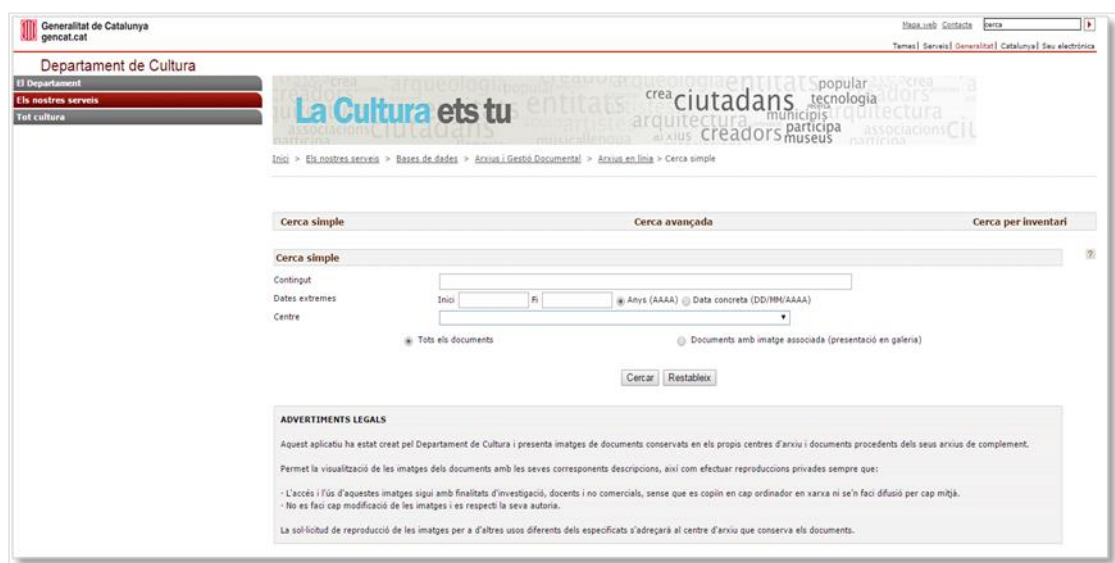 Generalitat de Catalunya
gencat.cat
Mapa web Contacte cerca
Temes| Serveis| Generalitat| Catalunya| Seu electrònica
Departament de Cultura
El Departament
Els nostres serveis
Tot cultura
La Cultura ets tu
crea ciutadans popular tecnologia
municipis
arquitectura
creadors participa
museus
associacions
entitats
Inici > Els nostres serveis > Bases de dades > Arxius i Gestió Documental > Arxius en línia > Cerca simple
Cerca simple Cerca avançada Cerca per inventari
Cerca simple ?
Contingut
Dates extremes Inici Fi Anys (AAAA) Data concreta (DD/MM/AAAA)
Centre
Tots els documents Documents amb imatge associada (presentació en galeria)
Cercar Restableix
ADVERTIMENTS LEGALS
Aquest aplicatiu ha estat creat pel Departament de Cultura i presenta imatges de documents conservats en els propis centres d'arxiu i documents procedents dels seus arxius de complement.
Permet la visualització de les imatges dels documents amb les seves corresponents descripcions, així com efectuar reproduccions privades sempre que:
- L'accés i l'ús d'aquestes imatges sigui amb finalitats d'investigació, docents i no comercials, sense que es copiïn en cap ordinador en xarxa ni se'n faci difusió per cap mitjà.
- No es faci cap modificació de les imatges i es respecti la seva autoria.
La sol·licitud de reproducció de les imatges per a d'altres usos diferents dels especificats s'adreçarà al centre d'arxiu que conserva els documents.